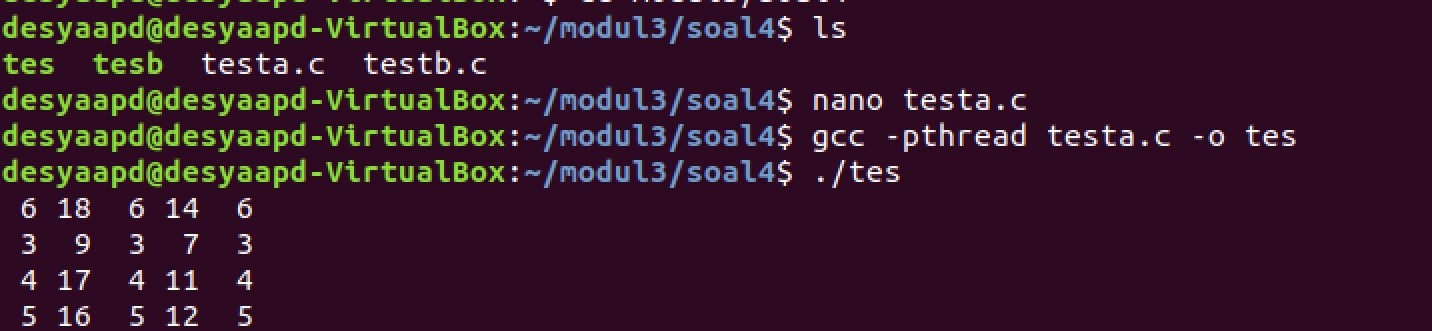 desyaapd@desyaapd-VirtualBox:~/modul3/soal4$ ls
tes  tesb  testa.c  testb.c
desyaapd@desyaapd-VirtualBox:~/modul3/soal4$ nano testa.c
desyaapd@desyaapd-VirtualBox:~/modul3/soal4$ gcc -pthread testa.c -o tes
desyaapd@desyaapd-VirtualBox:~/modul3/soal4$ ./tes
 6 18  6 14  6
 3  9  3  7  3
 4 17  4 11  4
 5 16  5 12  5